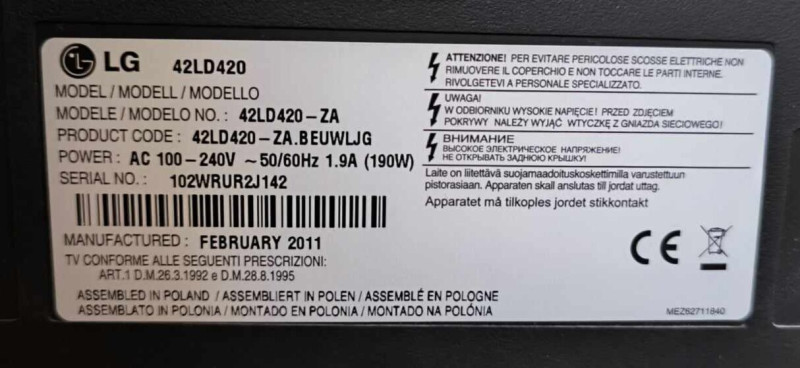 LG 42LD420
MODEL / MODELL / MODELLO
MODELE / MODELO NO. : 42LD420-ZA
PRODUCT CODE : 42LD420-ZA.BEUWLJG
POWER : AC 100-240V ~50/60Hz 1.9A (190W)
SERIAL NO. : 102WRUR2J142
MANUFACTURED : FEBRUARY 2011
TV CONFORME ALLE SEGUENTI PRESCRIZIONI:
ART.1 D.M.26.3.1992 e D.M.28.8.1995
ASSEMBLED IN POLAND / ASSEMBLIERT IN POLEN / ASSEMBLÉ EN POLOGNE
ASSEMBLATO IN POLONIA / MONTADO EN POLONIA / MONTADO NA POLÓNIA
ATTENZIONE! PER EVITARE PERICOLOSE SCOSSE ELETTRICHE NON
RIMUOVERE IL COPERCHIO E NON TOCCARE LE PARTI INTERNE.
RIVOLGETEVI A PERSONALE SPECIALIZZATO.
UWAGA!
W ODBIORNIKU WYSOKIE NAPIĘCIE! PRZED ZDJĘCIEM
POKRYWY NALEŻY WYJĄĆ WTYCZKĘ Z GNIAZDA SIECIOWEGO!
ВНИМАНИЕ
ВЫСОКОЕ ЭЛЕКТРИЧЕСКОЕ НАПРЯЖЕНИЕ!
НЕ ОТКРЫВАТЬ ЗАДНЮЮ КРЫШКУ!
Laite on liitettävä suojamaadoituskoskettimilla varustettuun
pistorasiaan. Apparaten skall anslutas till jordat uttag.
Apparatet må tilkoples jordet stikkontakt
CE
MEZ62711840